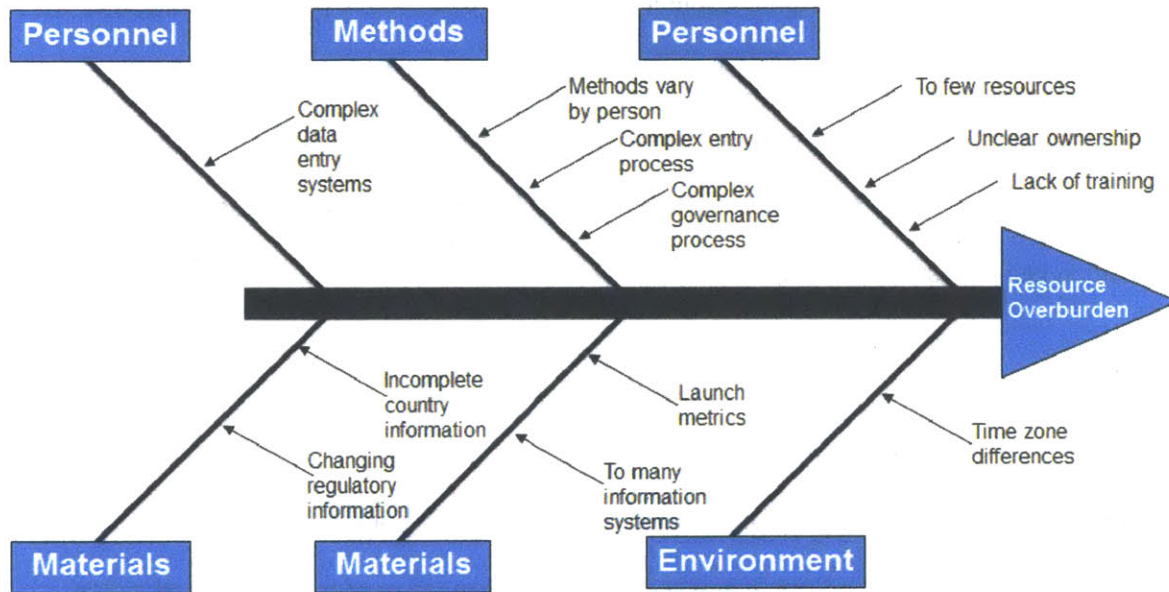 Personnel
Methods
Personnel
Complex
data
entry
systems
Methods vary
by person
Complex entry
process
Complex
governance
process
To few resources
Unclear ownership
Lack of training
Resource
Overburden
Incomplete
country
information
Changing
regulatory
information
Launch
metrics
To many
information
systems
Time zone
differences
Materials
Materials
Environment